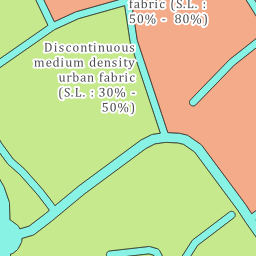 fabric (S.L. :
50% - 80%)
Discontinuous
medium density
urban fabric
(S.L. : 30% -
50%)